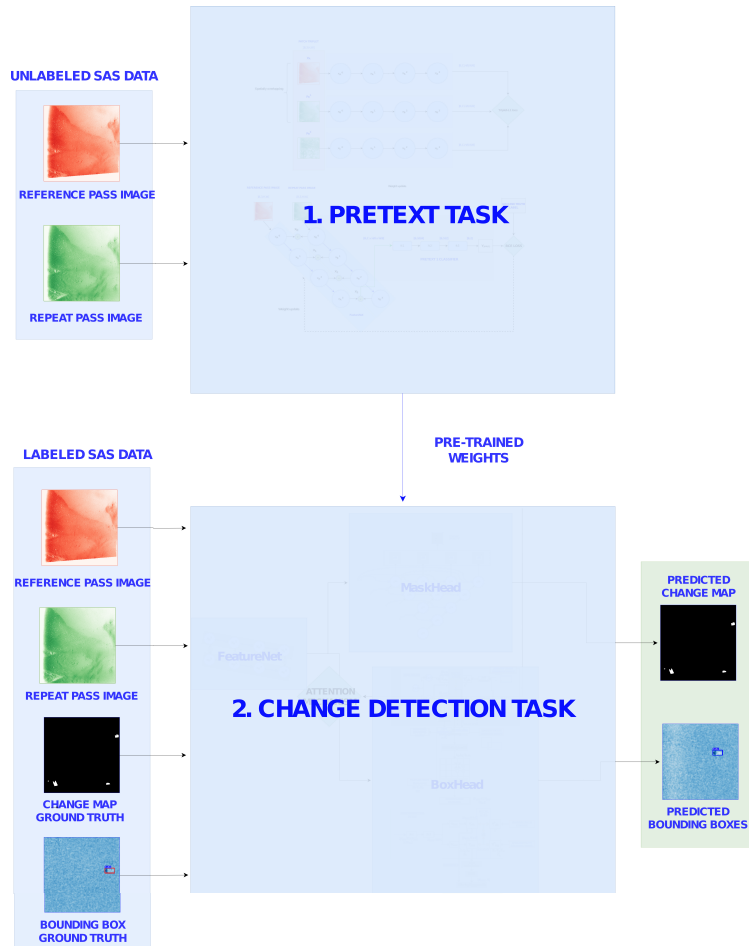 UNLABELED SAS DATA
REFERENCE PASS IMAGE
REPEAT PASS IMAGE
1. PRETEXT TASK
PRE-TRAINED
WEIGHTS
LABELED SAS DATA
REFERENCE PASS IMAGE
REPEAT PASS IMAGE
CHANGE MAP
GROUND TRUTH
BOUNDING BOX
GROUND TRUTH
MaskHead
FeatureNet
ATTENTION
2. CHANGE DETECTION TASK
BoxHead
PREDICTED
CHANGE MAP
PREDICTED
BOUNDING BOXES